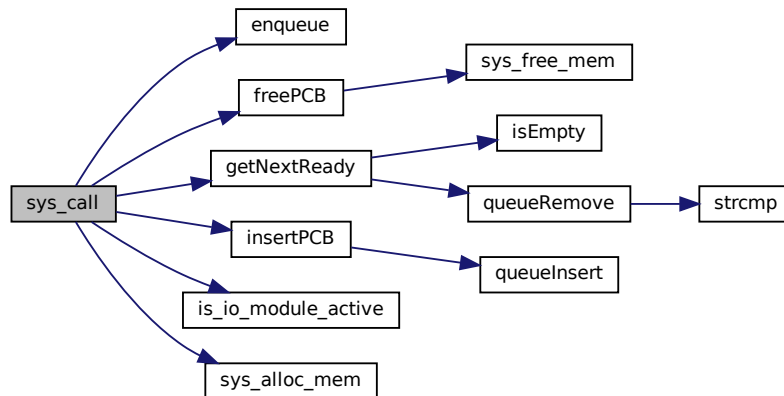 enqueue
sys_free_mem
freePCB
isEmpty
getNextReady
queueRemove
strcmp
sys_call
insertPCB
queueInsert
is_io_module_active
sys_alloc_mem